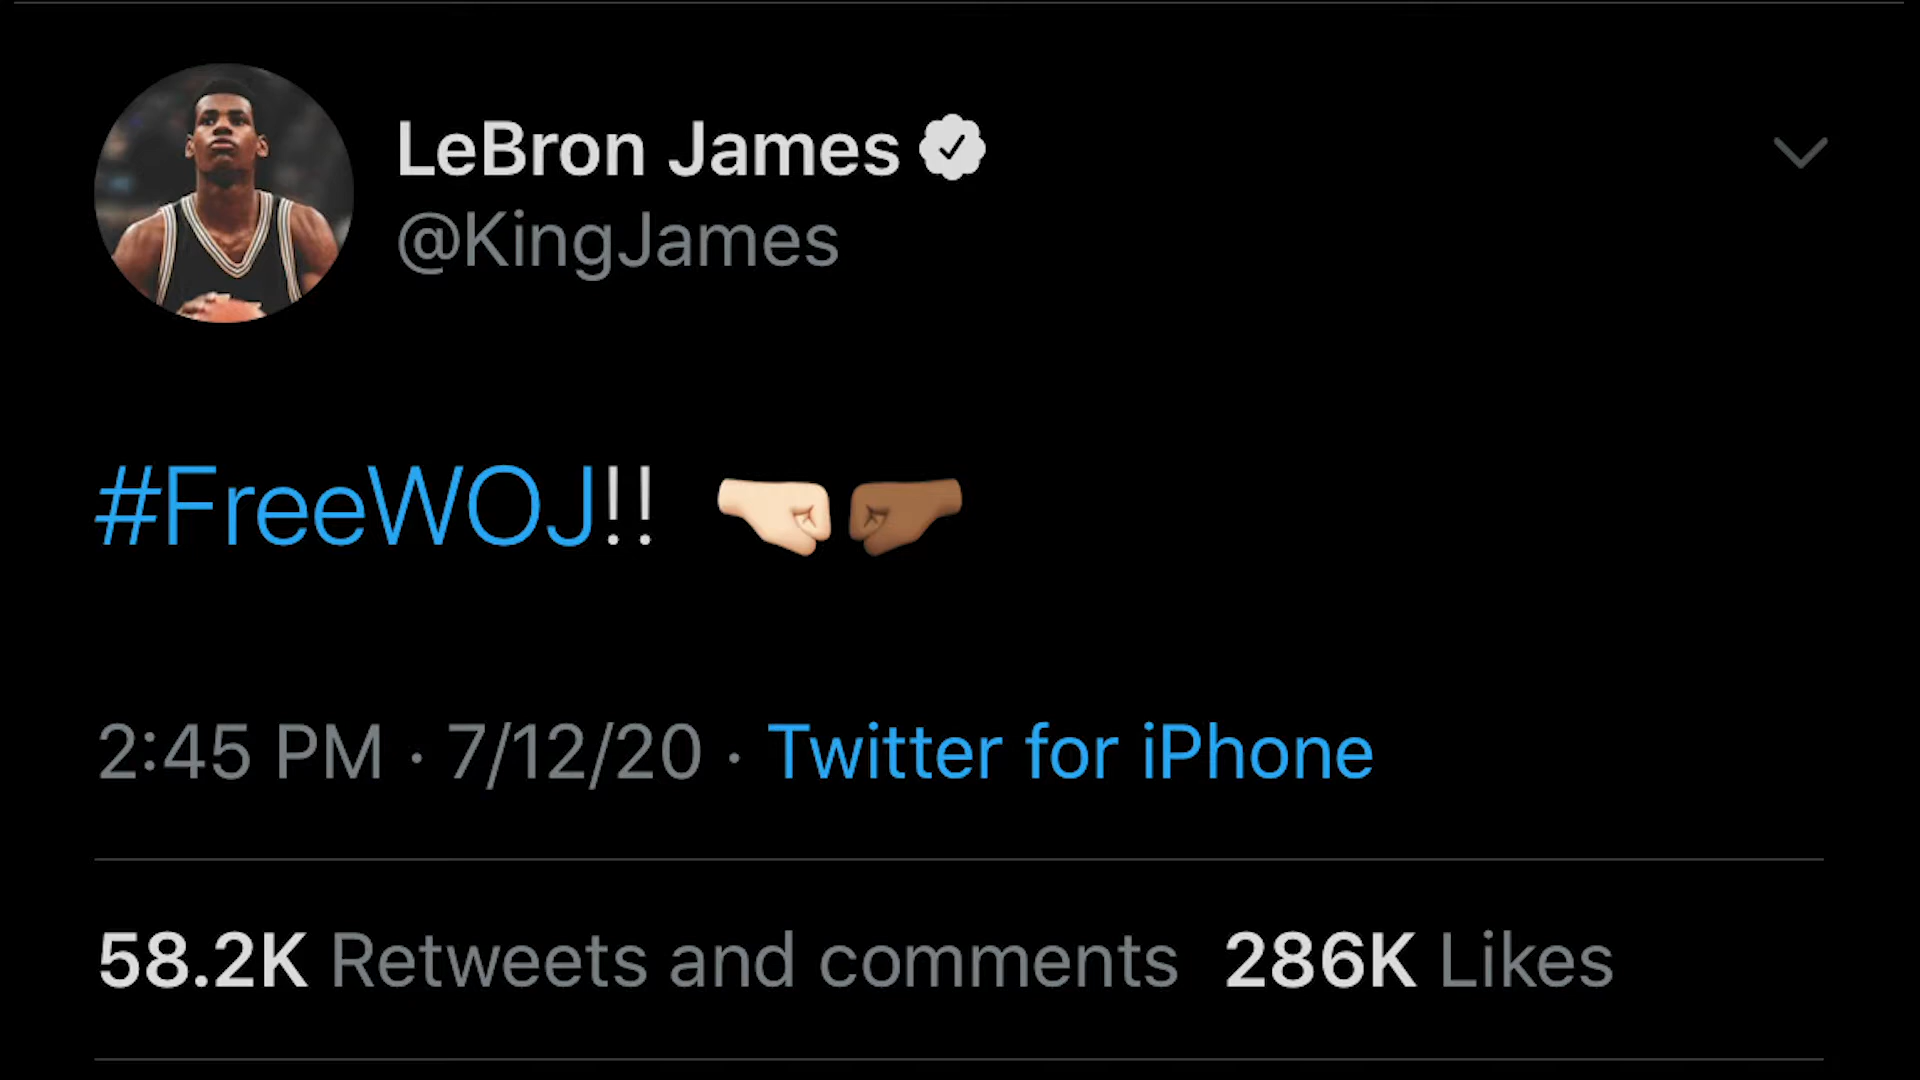 LeBron James
@KingJames
#FreeWOJ!! 🤜🏻🤛🏾
2:45 PM · 7/12/20 · Twitter for iPhone
58.2K Retweets and comments 286K Likes